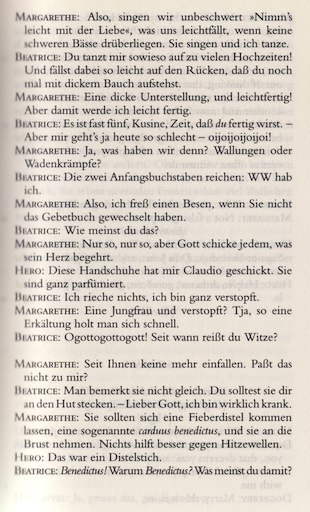 MARGARETHE: Also, singen wir unbeschwert »Nimm's
leicht mit der Liebe«, was uns leichtfällt, wenn keine
schweren Bässe drüberliegen. Sie singen und ich tanze.
BEATRICE: Du tanzt mir sowieso auf zu vielen Hochzeiten!
Und fällst dabei so leicht auf den Rücken, daß du noch
mal mit dickem Bauch aufstehst.
MARGARETHE: Eine dicke Unterstellung, und leichtfertig!
Aber damit werde ich leicht fertig.
BEATRICE: Es ist fast fünf, Kusine, Zeit, daß du fertig wirst. –
Aber mir geht's ja heute so schlecht – oijoijoijoijoi!
MARGARETHE: Ja, was haben wir denn? Wallungen oder
Wadenkrämpfe?
BEATRICE: Die zwei Anfangsbuchstaben reichen: WW hab
ich.
MARGARETHE: Also, ich freß einen Besen, wenn Sie nicht
das Gebetbuch gewechselt haben.
BEATRICE: Wie meinst du das?
MARGARETHE: Nur so, nur so, aber Gott schicke jedem, was
sein Herz begehrt.
HERO: Diese Handschuhe hat mir Claudio geschickt. Sie
sind ganz parfümiert.
BEATRICE: Ich rieche nichts, ich bin ganz verstopft.
MARGARETHE: Eine Jungfrau und verstopft? Tja, so eine
Erkältung holt man sich schnell.
BEATRICE: Ogottogottogott! Seit wann reißt du Witze?
MARGARETHE: Seit Ihnen keine mehr einfallen. Paßt das
nicht zu mir?
BEATRICE: Man bemerkt sie nicht gleich. Du solltest sie dir
an den Hut stecken. – Lieber Gott, ich bin wirklich krank.
MARGARETHE: Sie sollten sich eine Fieberdistel kommen
lassen, eine sogenannte carduus benedictus, und sie an die
Brust nehmen. Nichts hilft besser gegen Hitzewellen.
HERO: Das war ein Distelstich.
BEATRICE: Benedictus! Warum Benedictus? Was meinst du damit?